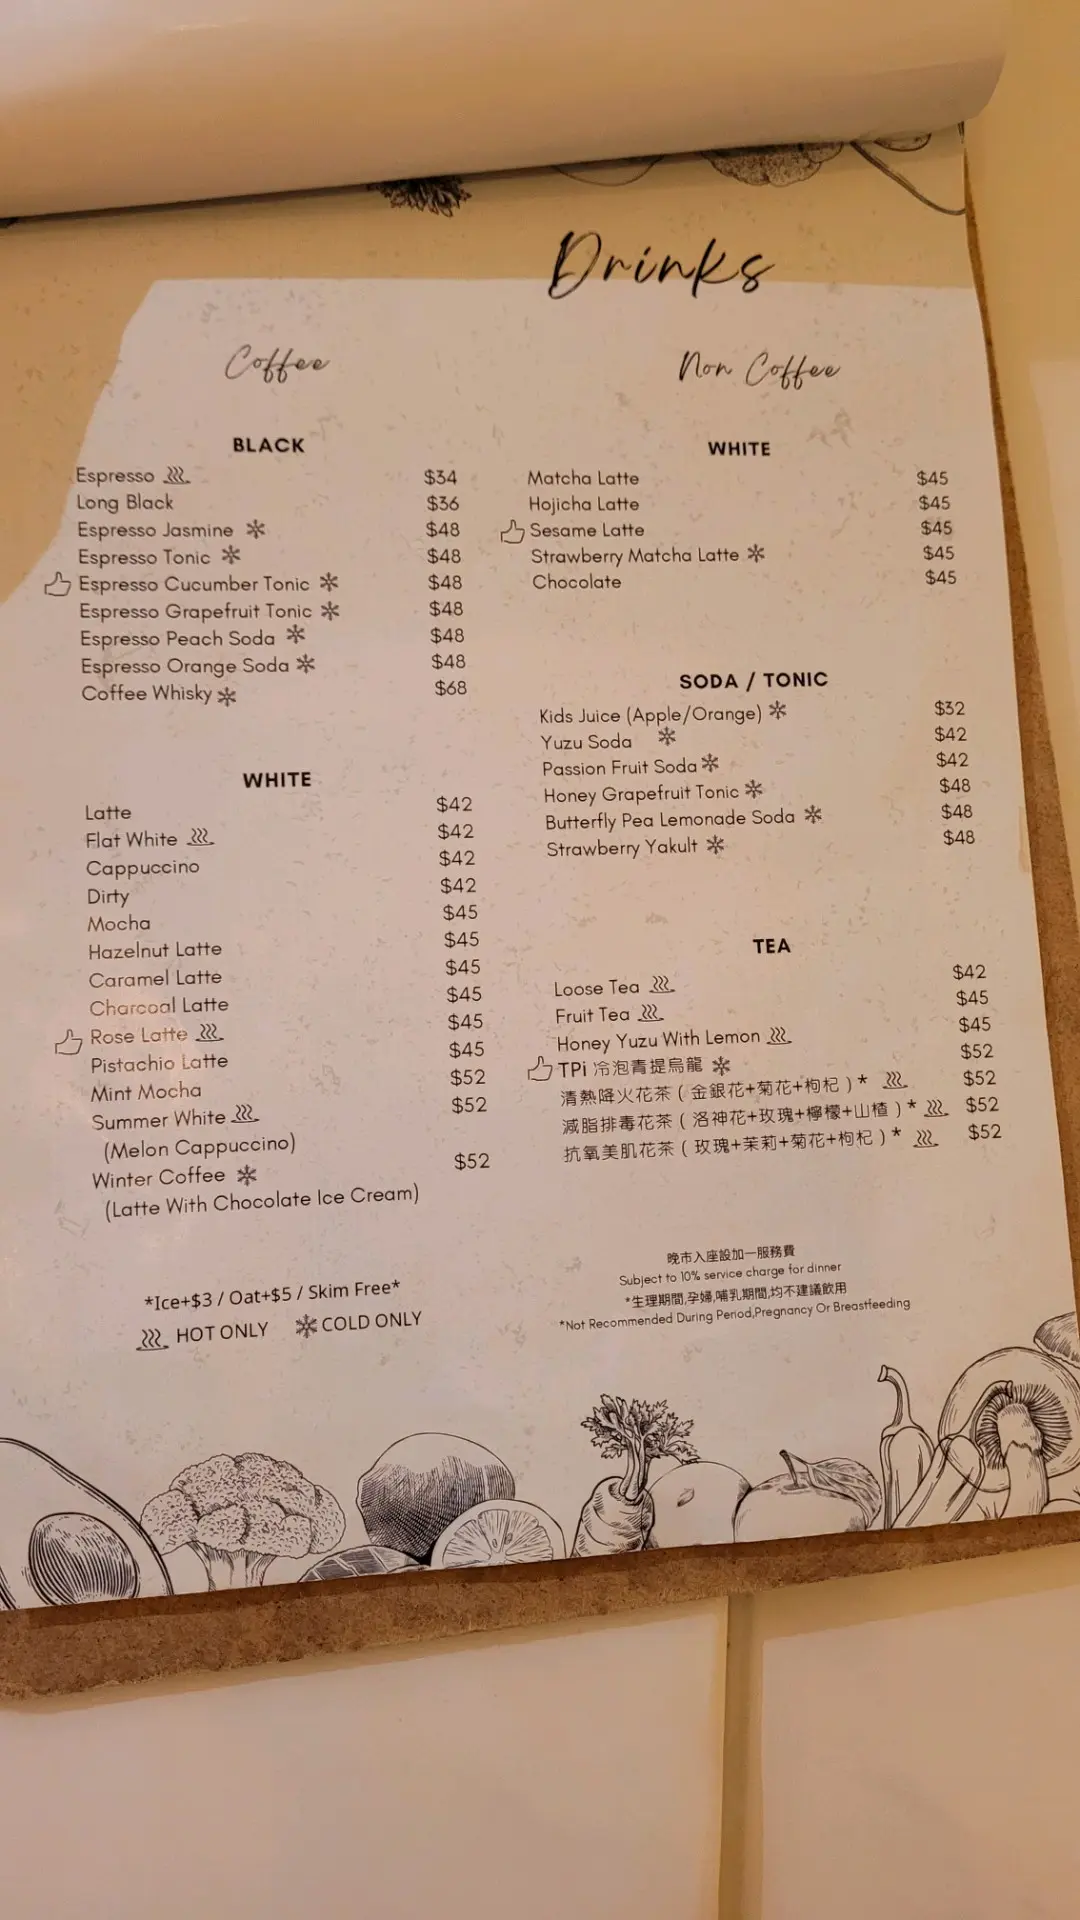 Drinks
Coffee
BLACK
Espresso $34
Long Black $36
Espresso Jasmine $48
Espresso Tonic $48
Espresso Cucumber Tonic $48
Espresso Grapefruit Tonic $48
Espresso Peach Soda $48
Espresso Orange Soda $48
Coffee Whisky $68
WHITE
Latte $42
Flat White $42
Cappuccino $42
Dirty $42
Mocha $45
Hazelnut Latte $45
Caramel Latte $45
Charcoal Latte $45
Rose Latte $45
Pistachio Latte $45
Mint Mocha $52
Summer White $52
(Melon Cappuccino)
Winter Coffee $52
(Latte With Chocolate Ice Cream)
*Ice+$3 / Oat+$5 / Skim Free*
HOT ONLY COLD ONLY
Non Coffee
WHITE
Matcha Latte $45
Hojicha Latte $45
Sesame Latte $45
Strawberry Matcha Latte $45
Chocolate $45
SODA / TONIC
Kids Juice (Apple/Orange) $32
Yuzu Soda $42
Passion Fruit Soda $42
Honey Grapefruit Tonic $48
Butterfly Pea Lemonade Soda $48
Strawberry Yakult $48
TEA
Loose Tea $42
Fruit Tea $45
Honey Yuzu With Lemon $45
TPi 冷泡青提烏龍 $52
清熱降火花茶 ( 金銀花+菊花+枸杞 ) * $52
減脂排毒花茶 ( 洛神花+玫瑰+檸檬+山楂 ) * $52
抗氧美肌花茶 ( 玫瑰+茉莉+菊花+枸杞 ) * $52
晚市入座設加一服務費
Subject to 10% service charge for dinner
*生理期間,孕婦,哺乳期間,均不建議飲用
*Not Recommended During Period,Pregnancy Or Breastfeeding